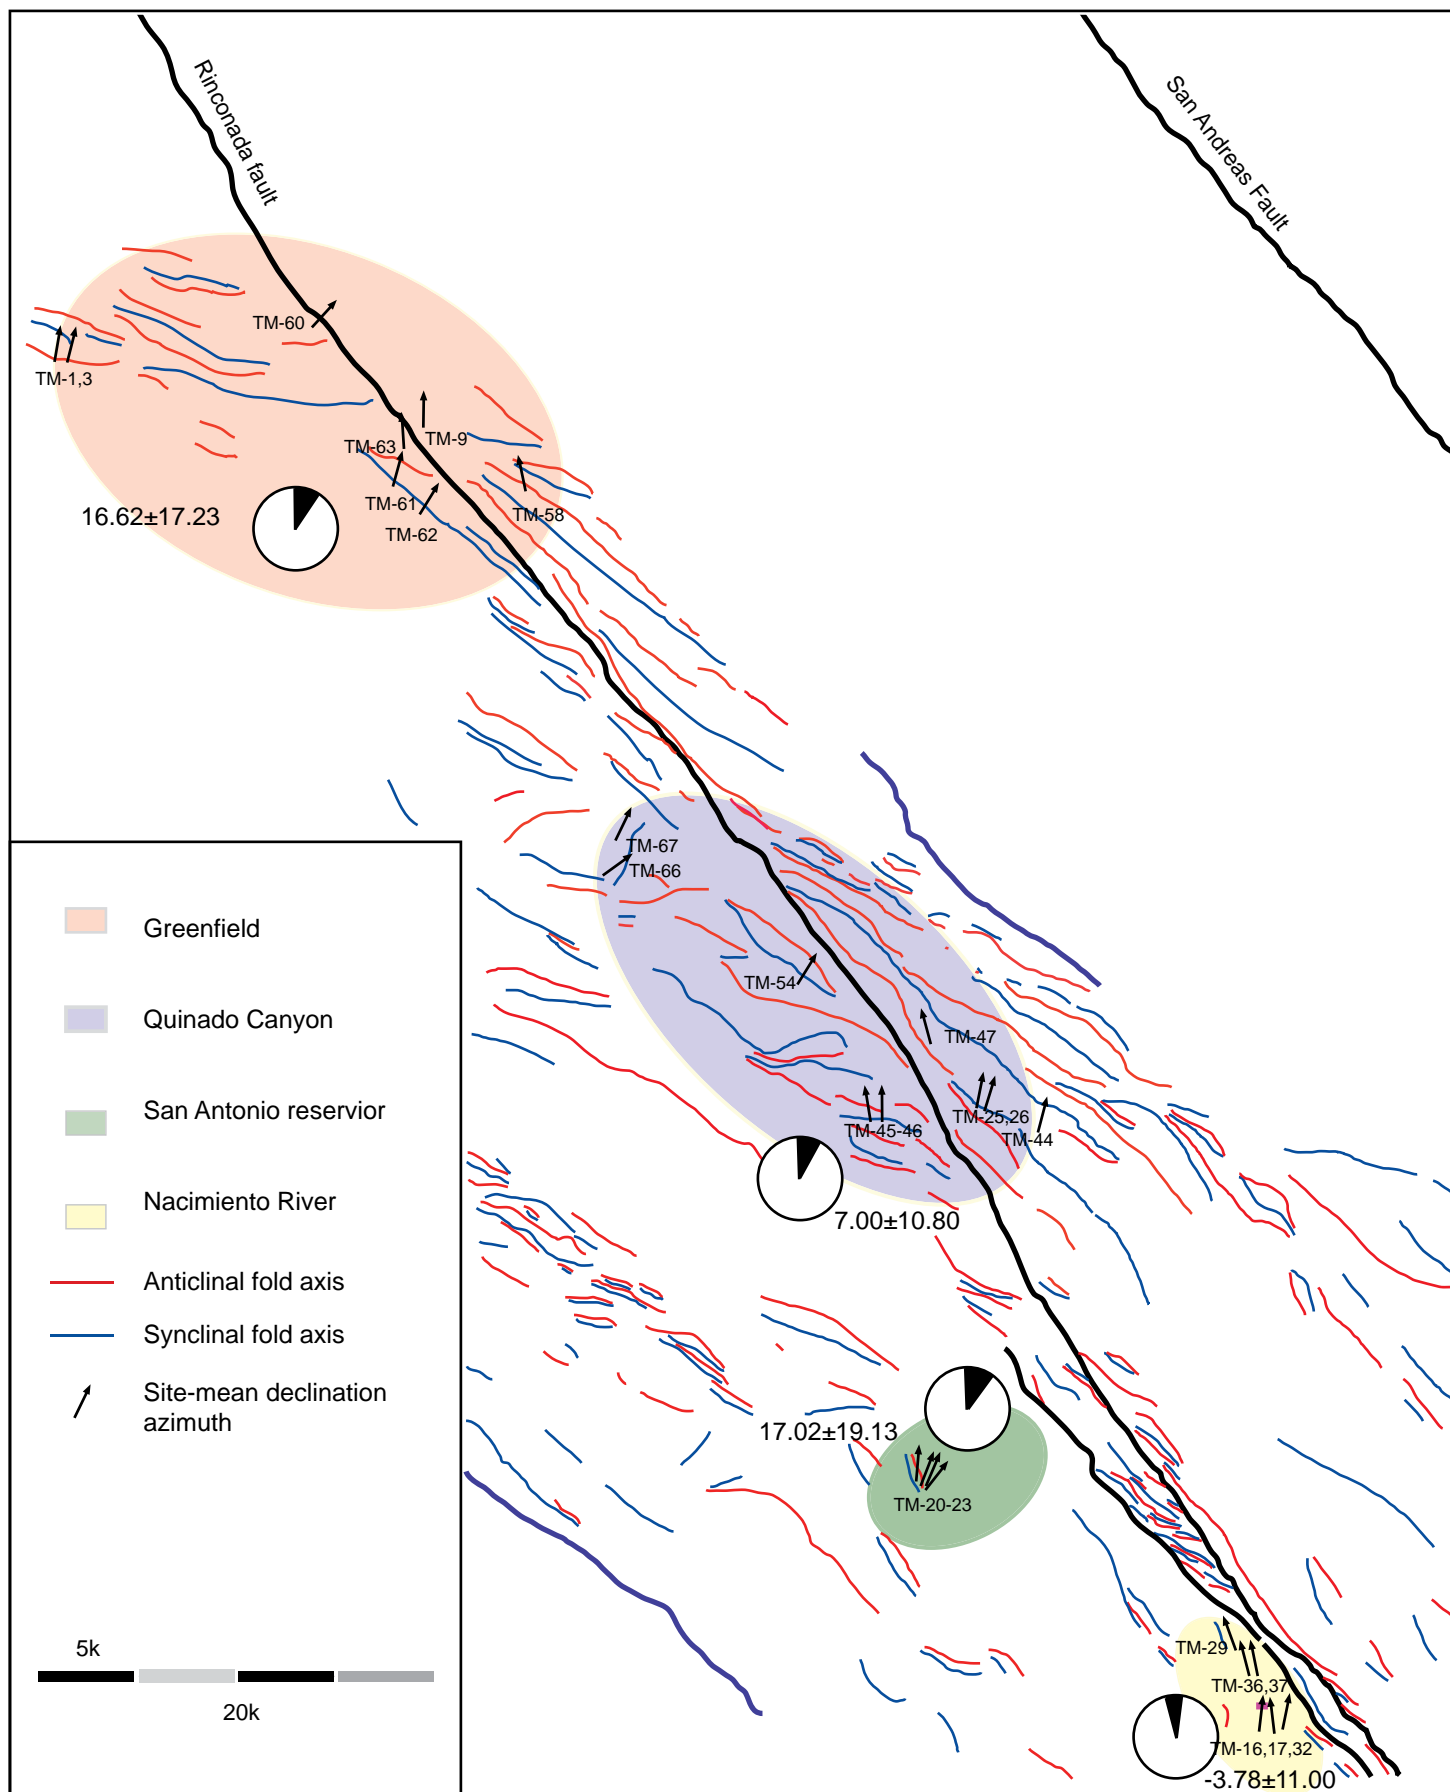 Rinconada fault
San Andreas Fault
TM-60
TM-1,3
TM-9
TM-63
TM-61
TM-58
TM-62
16.62±17.23
TM-67
TM-66
TM-54
TM-47
TM-25,26
TM-45-46
TM-44
7.00±10.80
17.02±19.13
TM-20-23
TM-29
TM-36,37
TM-16,17,32
-3.78±11.00
Greenfield
Quinado Canyon
San Antonio reservior
Nacimiento River
Anticlinal fold axis
Synclinal fold axis
Site-mean declination
azimuth
5k
20k